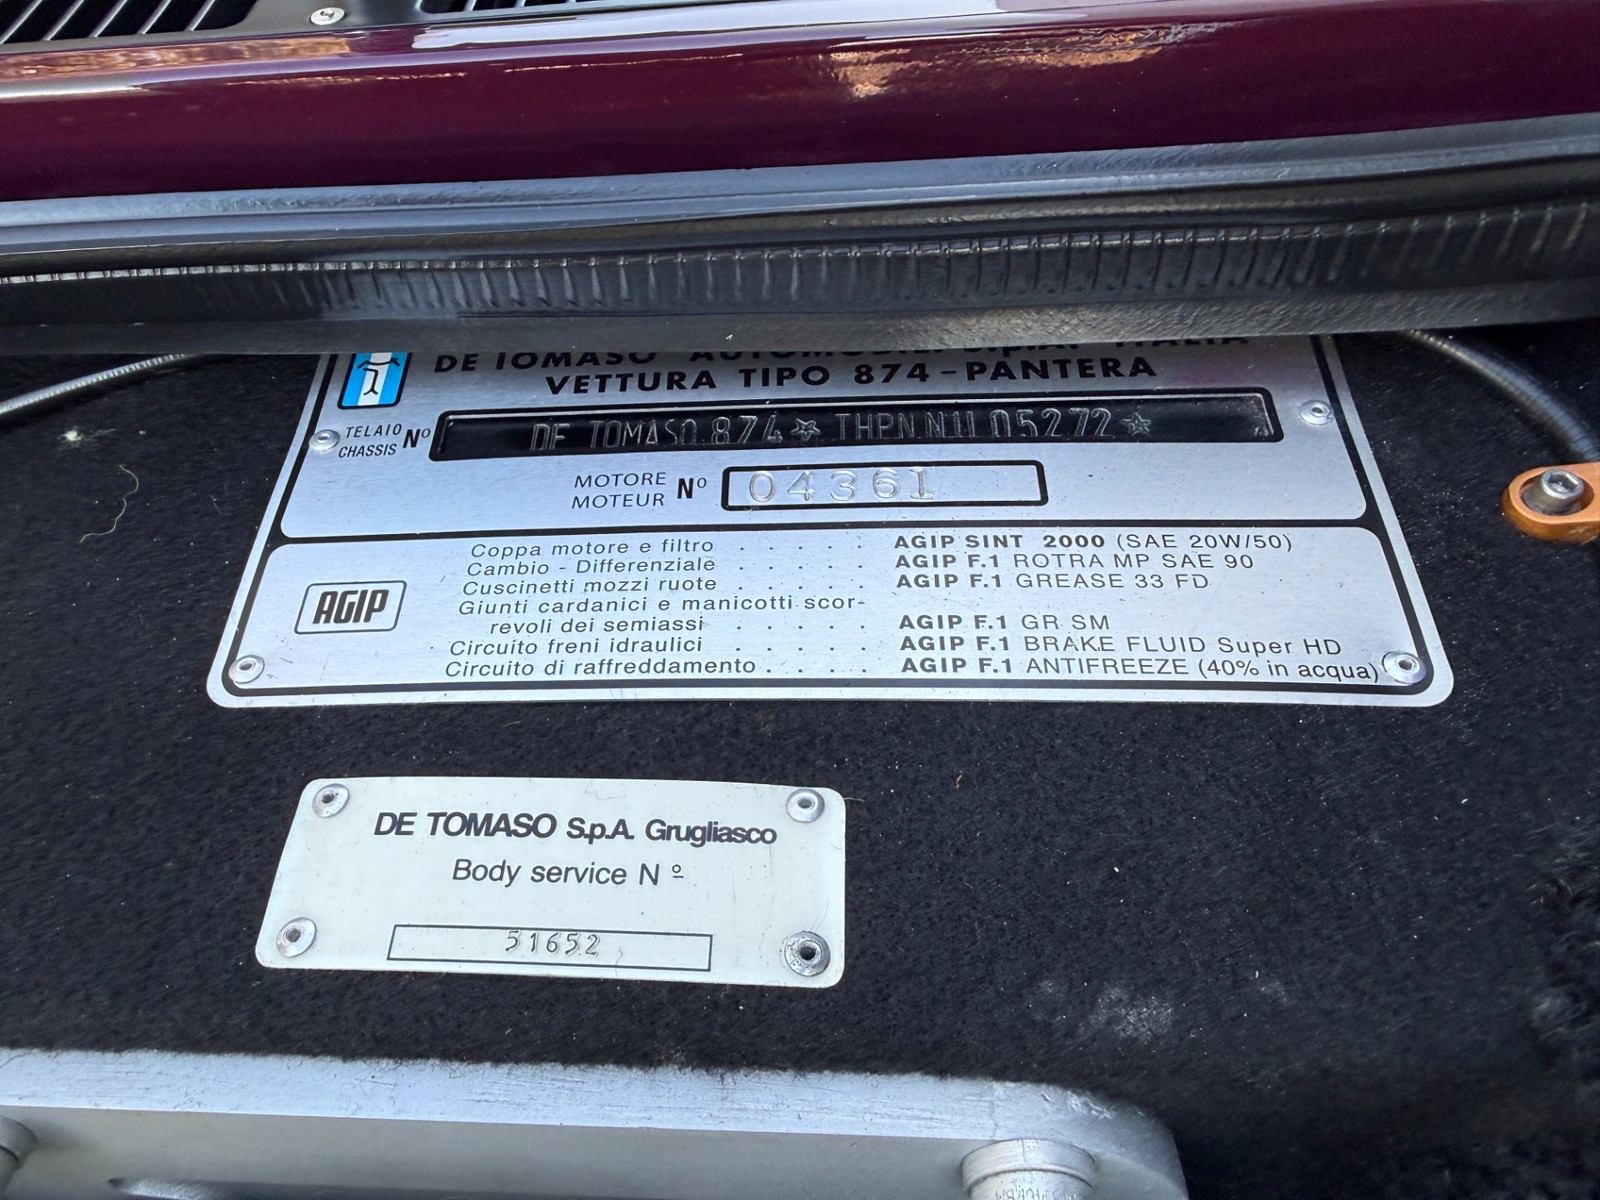 DE TOMASO AUTOMOBILI S.p.A. ITALIA
VETTURA TIPO 874-PANTERA
TELAIO
CHASSIS Nº
DE TOMASO 874☆THPNNU05272☆
MOTORE
MOTEUR Nº
04361
AGIP
Coppa motore e filtro . . . . . AGIP SINT 2000 (SAE 20W/50)
Cambio - Differenziale . . . . . AGIP F.1 ROTRA MP SAE 90
Cuscinetti mozzi ruote . . . . . AGIP F.1 GREASE 33 FD
Giunti cardanici e manicotti scor-
revoli dei semiassi . . . . . AGIP F.1 GR SM
Circuito freni idraulici . . . . . AGIP F.1 BRAKE FLUID Super HD
Circuito di raffreddamento . . . . . AGIP F.1 ANTIFREEZE (40% in acqua)
DE TOMASO S.p.A. Grugliasco
Body service Nº
51652